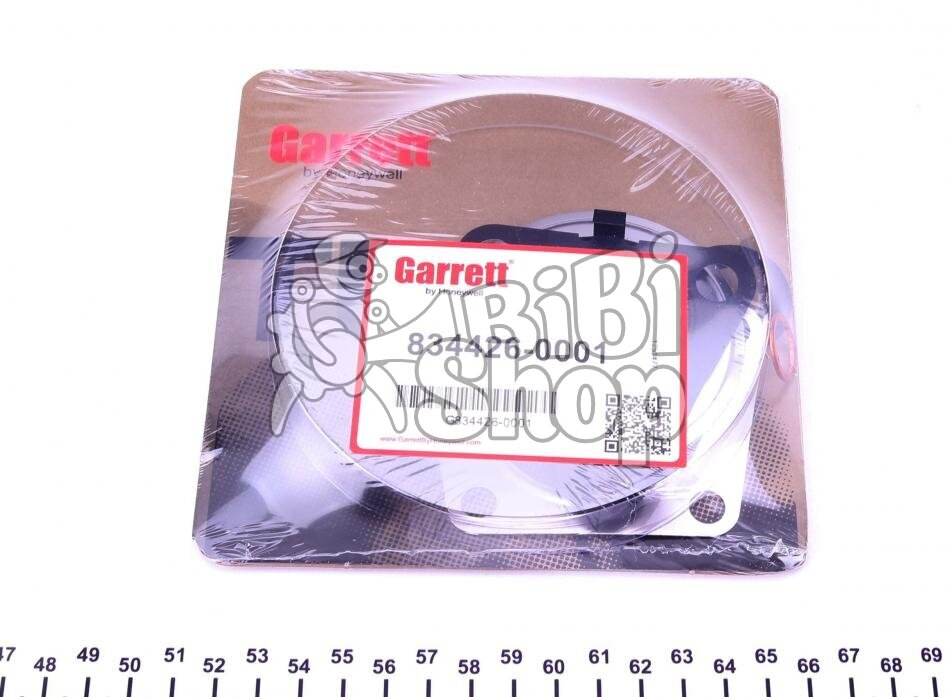 Garrett
by Honeywell
Garrett®
by Honeywell
BiBi
Shop
834426-0001
G834426-0001
www.GarrettByHoneywell.com
47 48 49 50 51 52 53 54 55 56 57 58 59 60 61 62 63 64 65 66 67 68 69